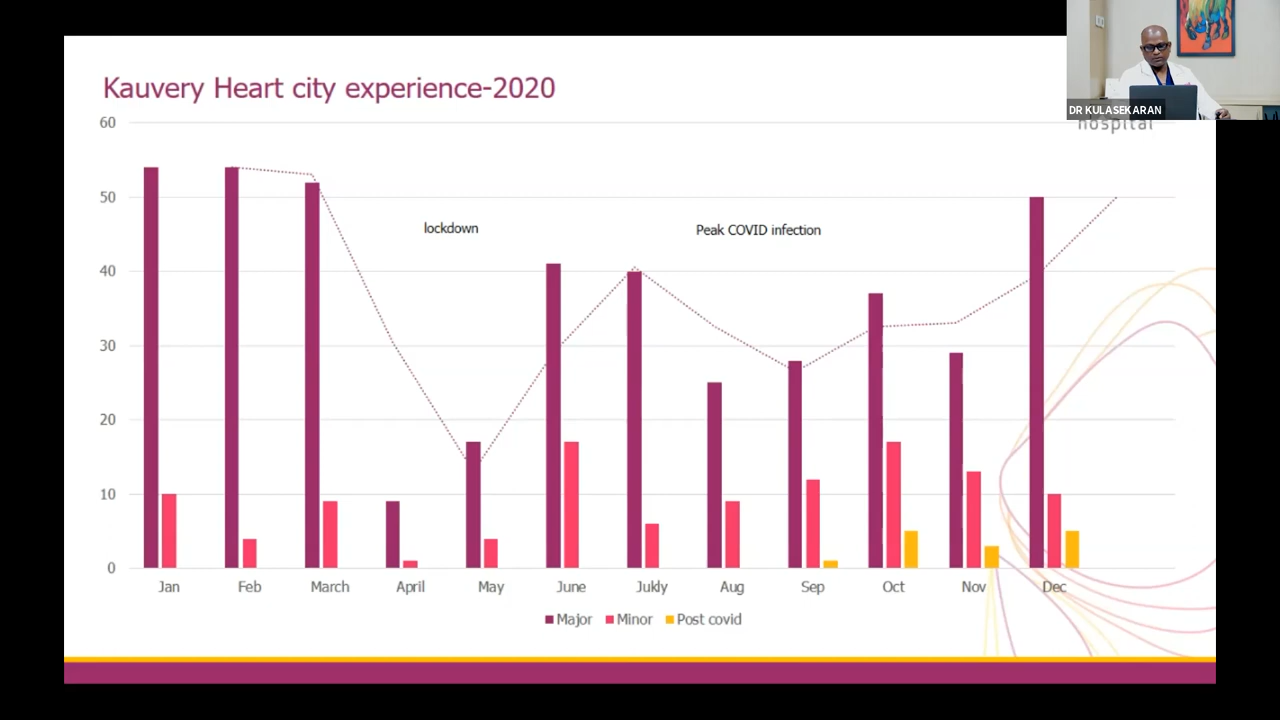 Kauvery Heart city experience-2020
DR KULASEKARAN
hospital
60
50
40
30
20
10
0
lockdown
Peak COVID infection
Jan Feb March April May June Jukly Aug Sep Oct Nov Dec
Major Minor Post covid